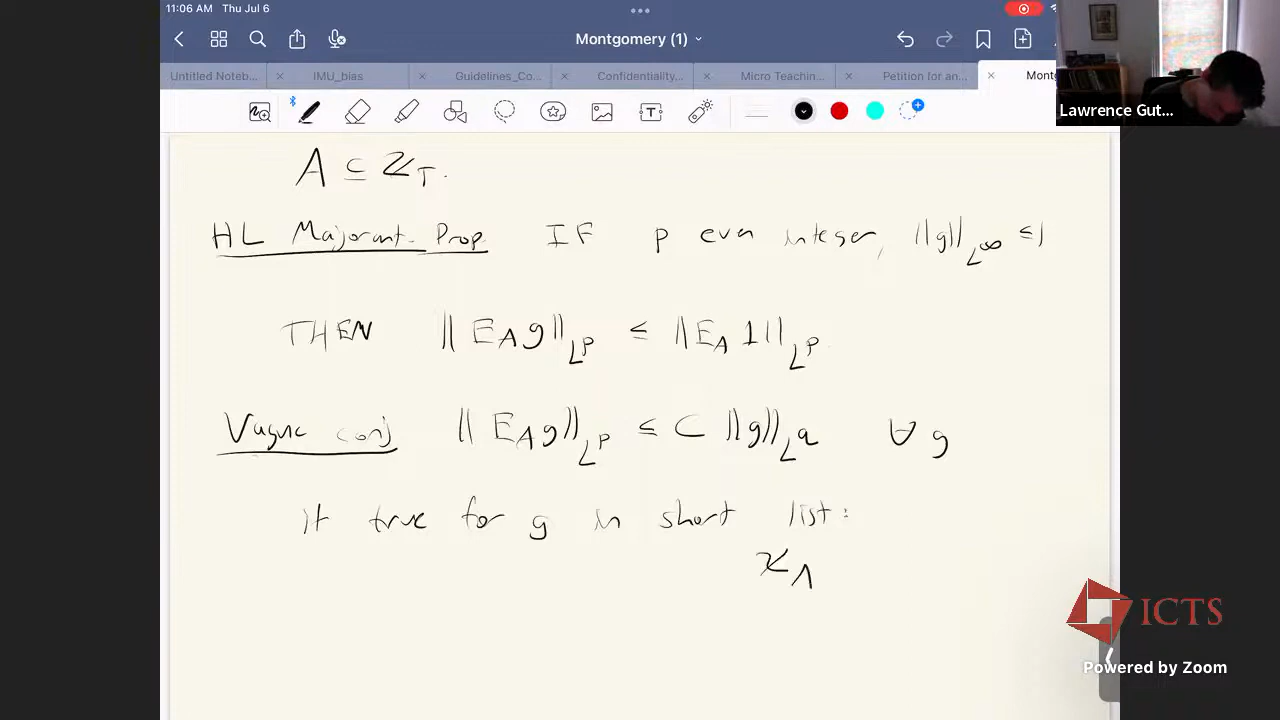 11:06 AM Thu Jul 6
Montgomery (1)
Untitled Noteb...
IMU_bias
Guidelines_Co...
Confidentiality,...
Micro Teachin...
Petition for an...
Montg
Lawrence Gut...
A ⊆ ℤ_T.
HL Majorant Prop. IF p even integer, ||g||_{L^∞} ≤ 1
THEN ||E_A g||_{L^p} ≤ ||E_A 1||_{L^p}.
Vague conj ||E_A g||_{L^p} ≤ C ||g||_{L^q} ∀ g
if true for g in short list:
χ_Λ
ICTS
Powered by Zoom